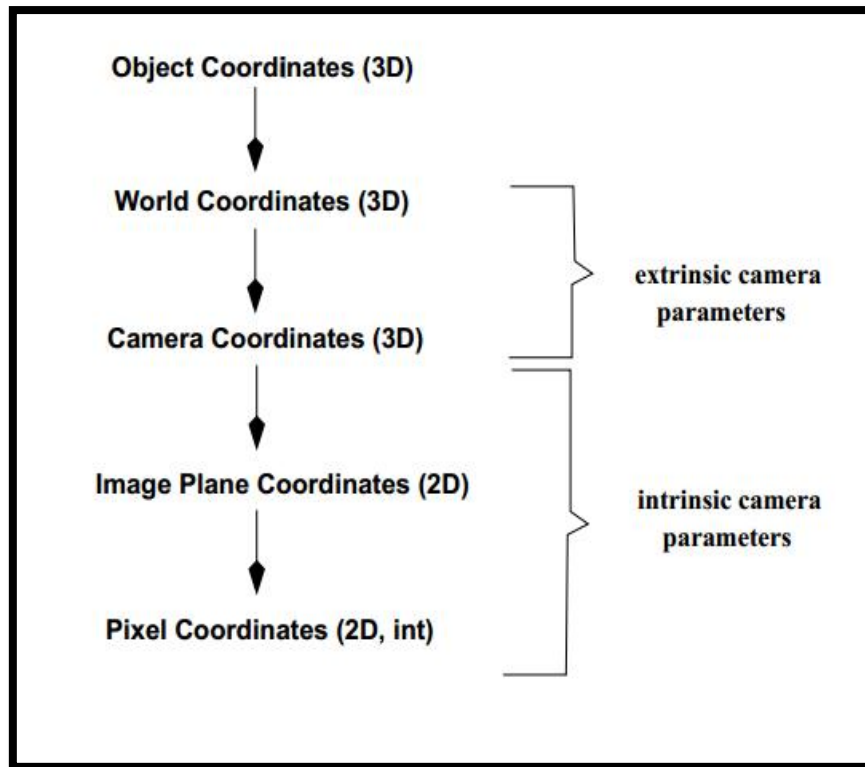 Object Coordinates (3D)
World Coordinates (3D)
extrinsic camera
parameters
Camera Coordinates (3D)
Image Plane Coordinates (2D)
intrinsic camera
parameters
Pixel Coordinates (2D, int)